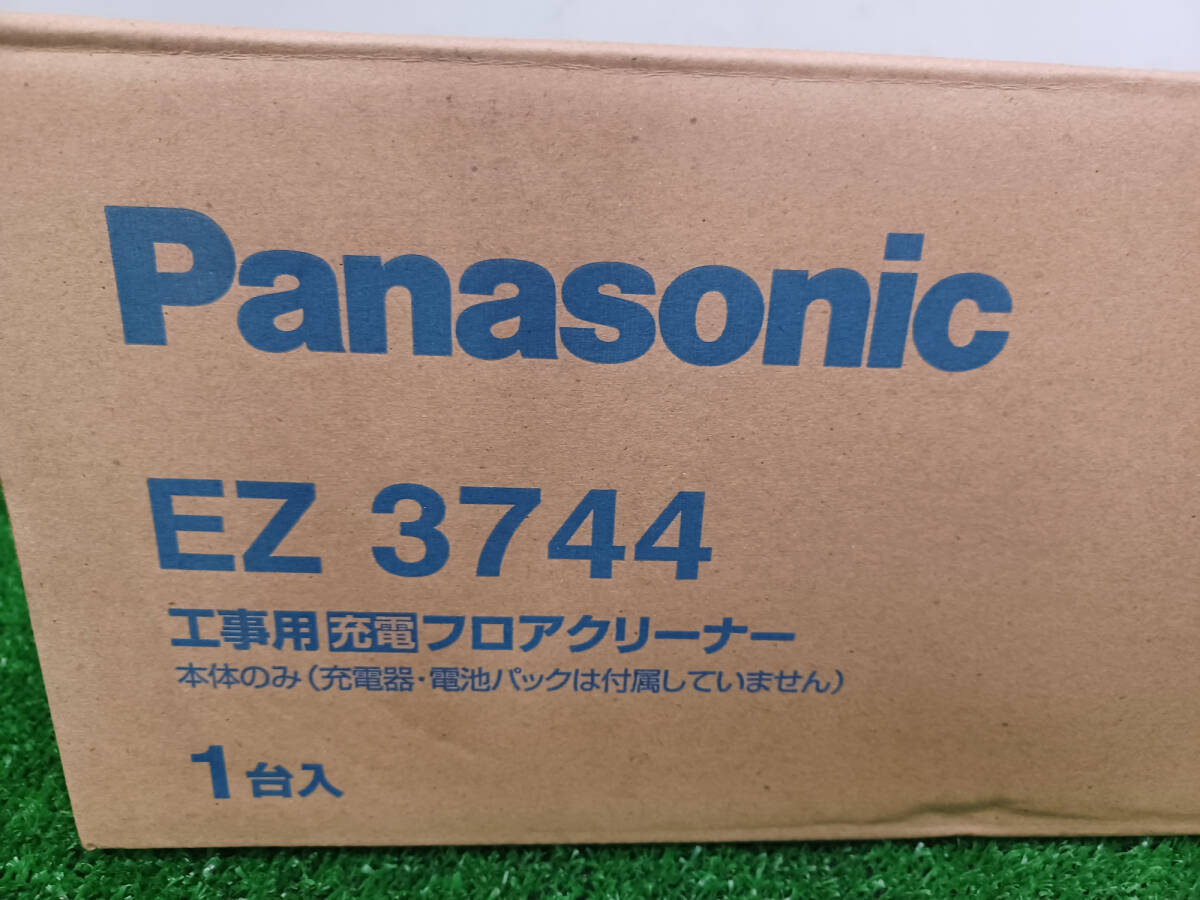 Panasonic
EZ 3744
工事用充電フロアクリーナー
本体のみ（充電器・電池パックは付属していません）
1台入